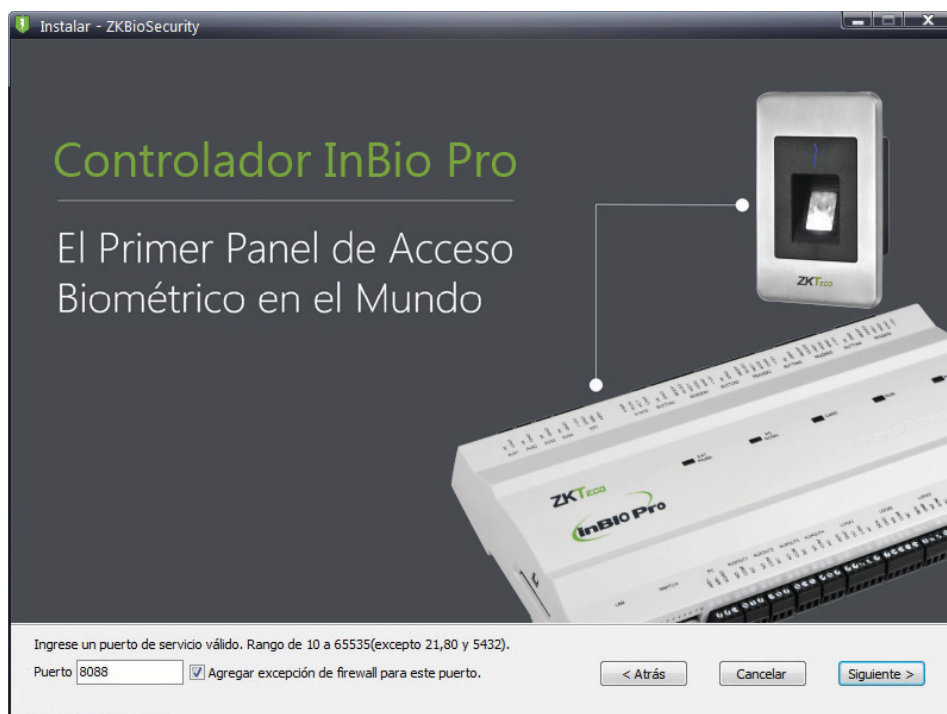 Instalar - ZKBioSecurity
Controlador InBio Pro
El Primer Panel de Acceso
Biométrico en el Mundo
ZKTeco
ZKTeco
inBIO Pro
Ingrese un puerto de servicio válido. Rango de 10 a 65535(excepto 21,80 y 5432).
Puerto 8088 Agregar excepción de firewall para este puerto. < Atrás Cancelar Siguiente >